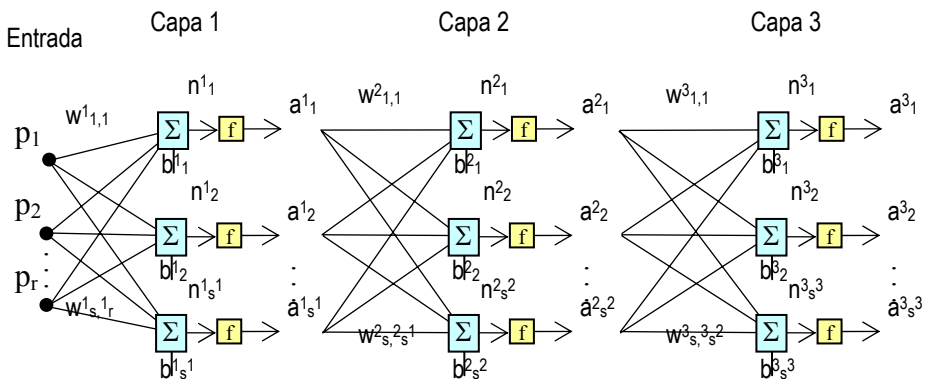 Entrada
Capa 1
Capa 2
Capa 3
n¹₁
n²₁
n³₁
w¹₁,₁
a¹₁
w²₁,₁
a²₁
w³₁,₁
a³₁
p₁
Σ
f
Σ
f
Σ
f
b¹₁
b²₁
b³₁
n¹₂
n²₂
n³₂
p₂
a¹₂
a²₂
a³₂
Σ
f
Σ
f
Σ
f
b¹₂
b²₂
b³₂
pᵣ
n¹ₛ¹
n²ₛ²
n³ₛ³
w¹ₛ,¹ᵣ
a¹ₛ¹
w²ₛ,²ₛ¹
a²ₛ²
w³ₛ,³ₛ²
a³ₛ³
Σ
f
Σ
f
Σ
f
b¹ₛ¹
b²ₛ²
b³ₛ³